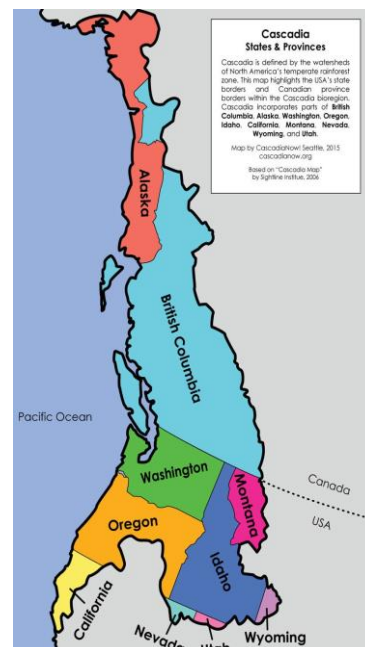 Cascadia
States & Provinces
Cascadia is defined by the watersheds
of North America's temperate rainforest
zone. This map highlights the USA's state
borders and Canadian province
borders within the Cascadia bioregion.
Cascadia incorporates parts of British
Columbia, Alaska, Washington, Oregon,
Idaho, California, Montana, Nevada,
Wyoming, and Utah.
Map by CascadiaNow! Seattle, 2015
cascadianow.org
Based on "Cascadia Map"
by Sightline Institue, 2006
Alaska
British Columbia
Pacific Ocean
Washington
Montana
Canada
USA
Oregon
Idaho
California
Nevada
Utah
Wyoming